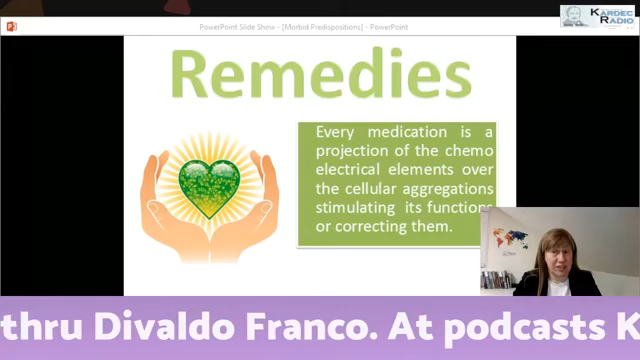 PowerPoint Slide Show - [Morbid Predispositions] - PowerPoint
KARDEC
RADIO
Remedies
Every medication is a
projection of the chemo
electrical elements over
the cellular aggregations
stimulating its functions
or correcting them.
thru Divaldo Franco. At podcasts K